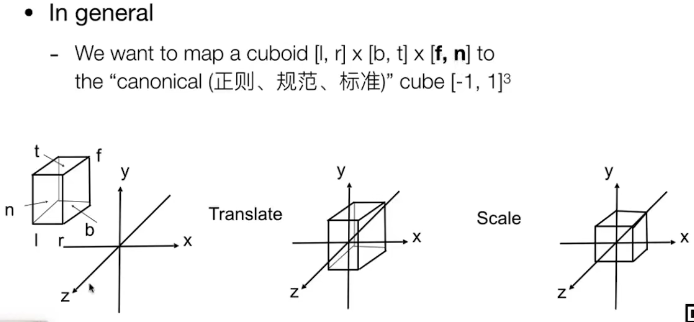 • In general
- We want to map a cuboid [l, r] x [b, t] x [f, n] to
the “canonical (正则、规范、标准)” cube [-1, 1]³
t f y y y
n b Translate Scale
l r x x x
z z z